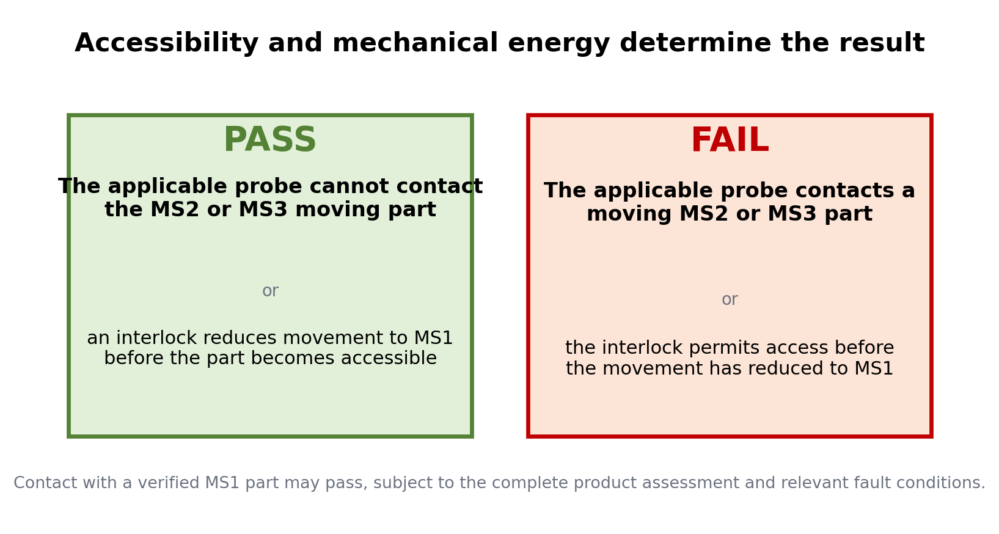 Accessibility and mechanical energy determine the result
PASS
The applicable probe cannot contact
the MS2 or MS3 moving part
or
an interlock reduces movement to MS1
before the part becomes accessible
FAIL
The applicable probe contacts a
moving MS2 or MS3 part
or
the interlock permits access before
the movement has reduced to MS1
Contact with a verified MS1 part may pass, subject to the complete product assessment and relevant fault conditions.